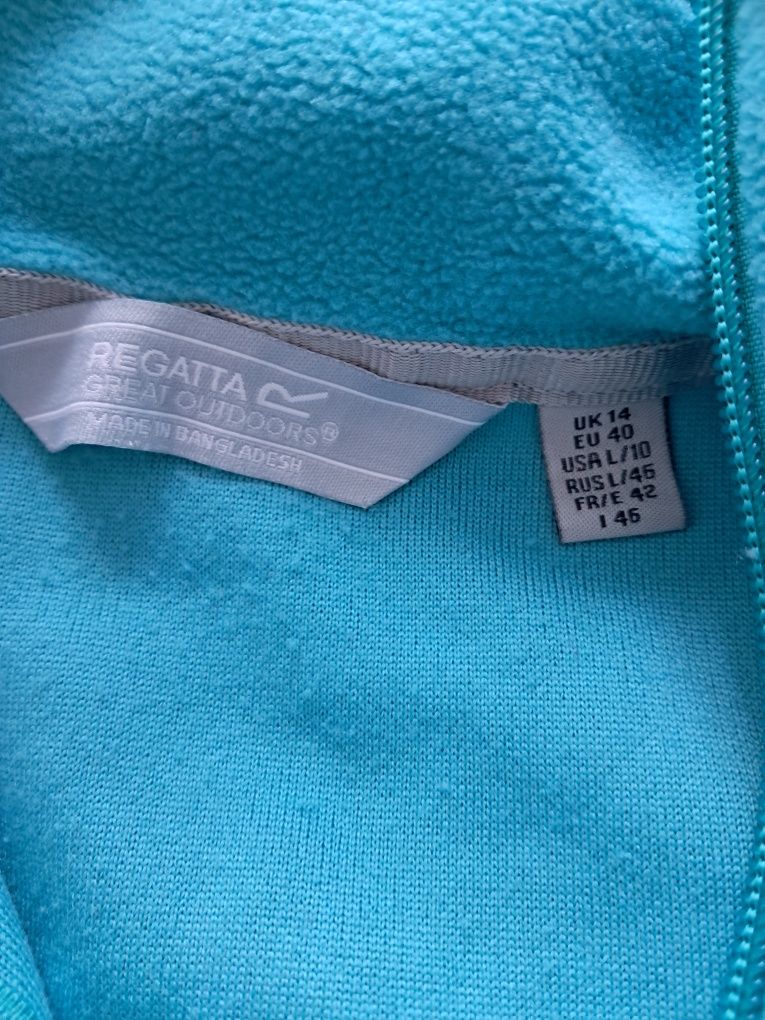 REGATTA
GREAT OUTDOORS®
MADE IN BANGLADESH
UK 14
EU 40
USA L/10
RUS L/46
FR/E 42
I 46